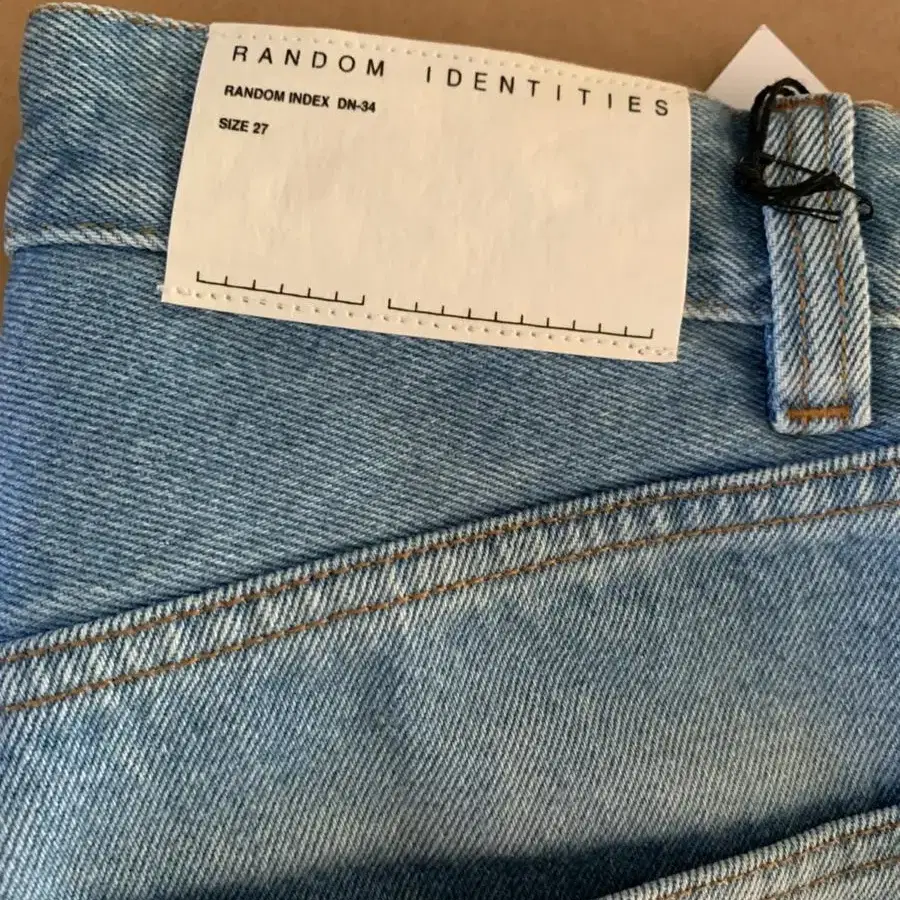 RANDOM IDENTITIES
RANDOM INDEX DN-34
SIZE 27